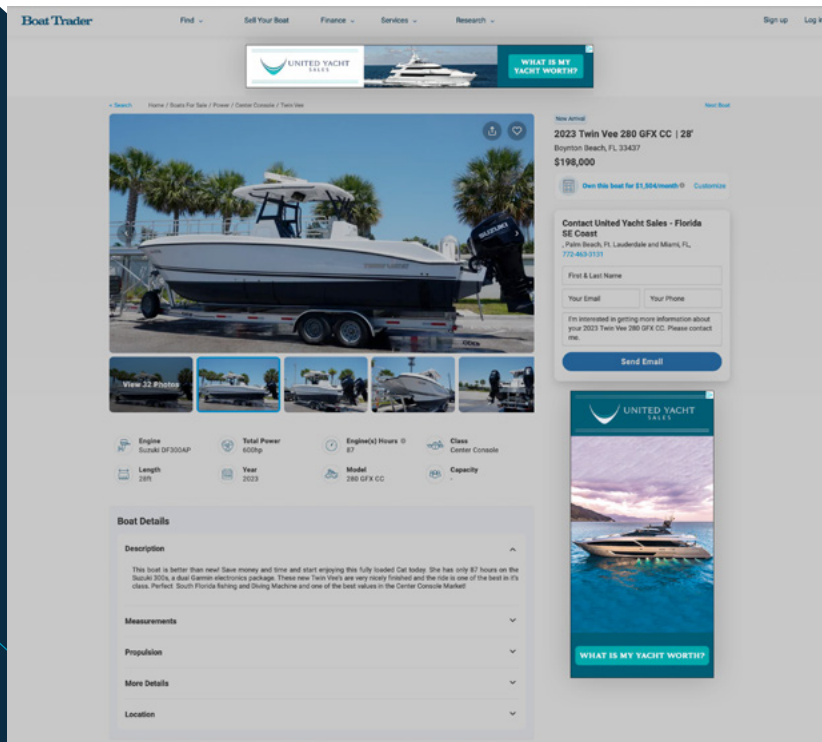 Boat Trader
Find
Sell Your Boat
Finance
Services
Research
Sign up
Log in
UNITED YACHT
SALES
WHAT IS MY
YACHT WORTH?
< Search
Home / Boats For Sale / Power / Center Console / Twin Vee
Next Boat
SUZUKI
View 32 Photos
New Arrival
2023 Twin Vee 280 GFX CC | 28'
Boynton Beach, FL 33437
$198,000
Own this boat for $1,504/month
Customize
Contact United Yacht Sales - Florida
SE Coast
, Palm Beach, Ft. Lauderdale and Miami, FL,
772-463-3131
First & Last Name
Your Email
Your Phone
I'm interested in getting more information about
your 2023 Twin Vee 280 GFX CC. Please contact
me.
Send Email
Engine
Suzuki DF300AP
Total Power
600hp
Engine(s) Hours
87
Class
Center Console
Length
28ft
Year
2023
Model
280 GFX CC
Capacity
-
Boat Details
Description
This boat is better than new! Save money and time and start enjoying this fully loaded Cat today. She has only 87 hours on the
Suzuki 300s, a dual Garmin electronics package. These new Twin Vee's are very nicely finished and the ride is one of the best in it's
class. Perfect South Florida fishing and Diving Machine and one of the best values in the Center Console Market!
Measurements
Propulsion
More Details
Location
UNITED YACHT
SALES
WHAT IS MY YACHT WORTH?